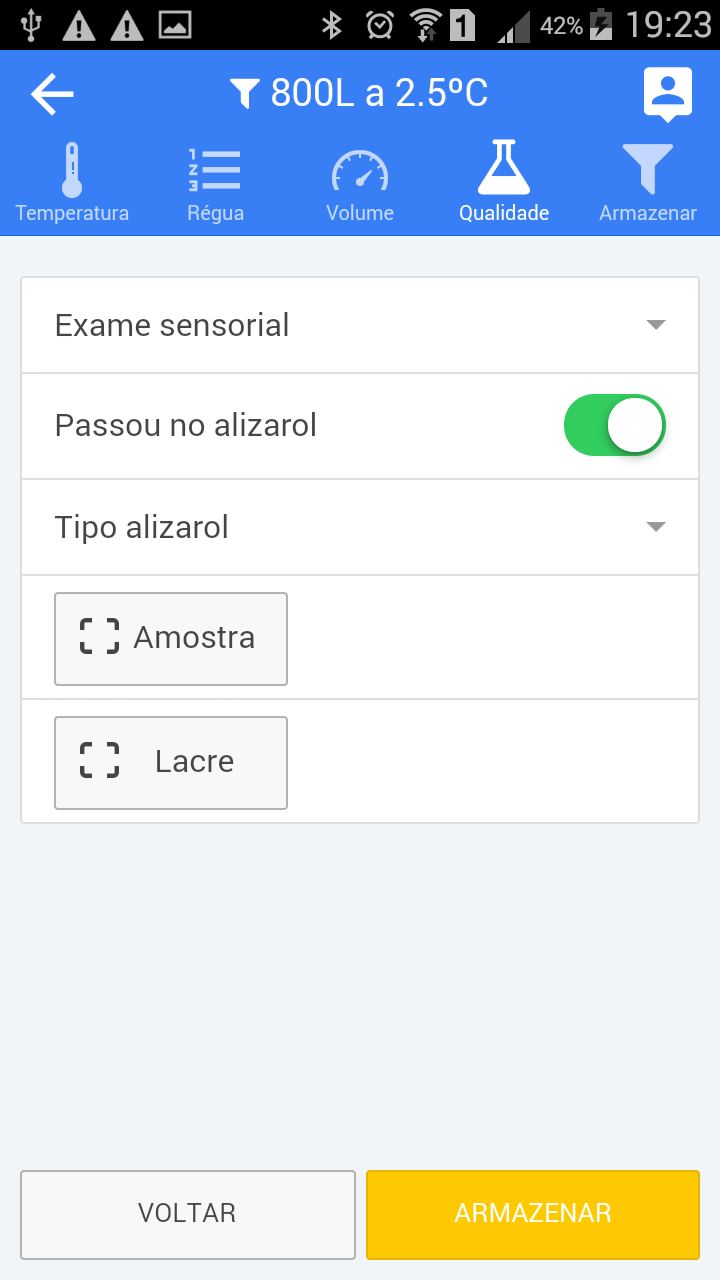 1 42% 19:23
800L a 2.5ºC
Temperatura Régua Volume Qualidade Armazenar
Exame sensorial
Passou no alizarol
Tipo alizarol
Amostra
Lacre
VOLTAR ARMAZENAR